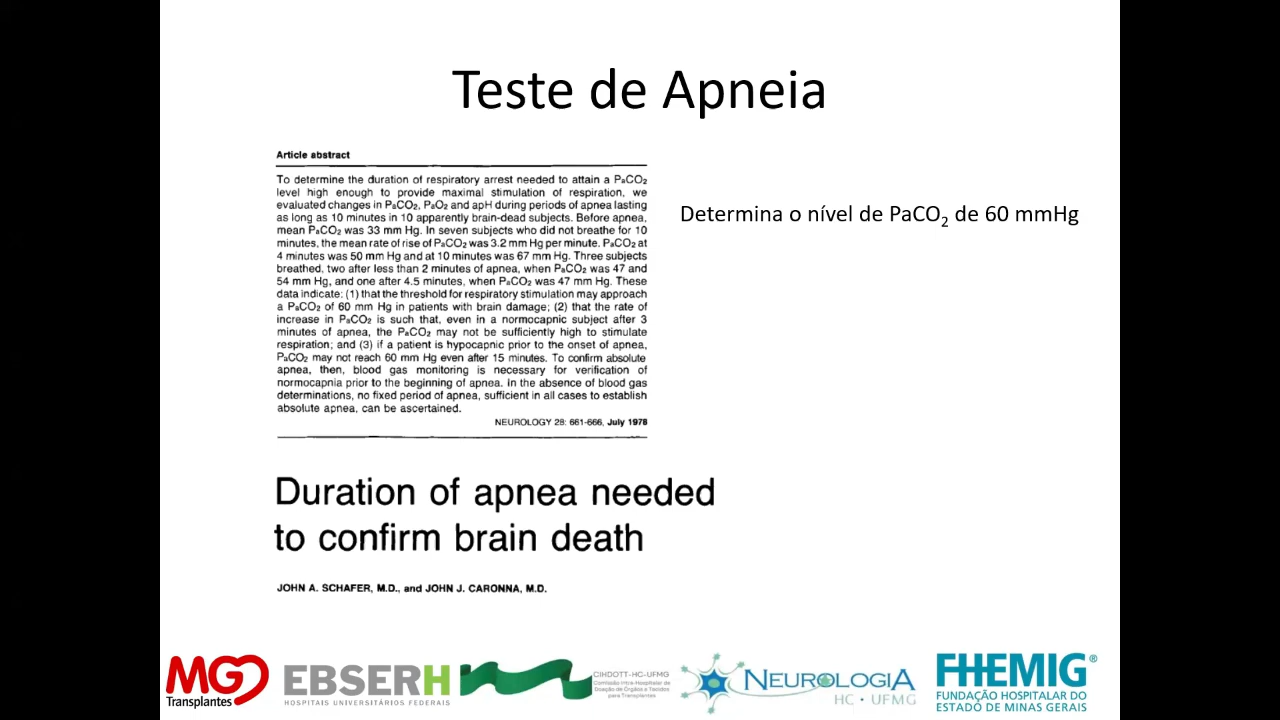 Teste de Apneia
Article abstract
To determine the duration of respiratory arrest needed to attain a PaCO2
level high enough to provide maximal stimulation of respiration, we
evaluated changes in PaCO2, PaO2 and apH during periods of apnea lasting
as long as 10 minutes in 10 apparently brain-dead subjects. Before apnea,
mean PaCO2 was 33 mm Hg. In seven subjects who did not breathe for 10
minutes, the mean rate of rise of PaCO2 was 3.2 mm Hg per minute. PaCO2 at
4 minutes was 50 mm Hg and at 10 minutes was 67 mm Hg. Three subjects
breathed, two after less than 2 minutes of apnea, when PaCO2 was 47 and
54 mm Hg, and one after 4.5 minutes, when PaCO2 was 47 mm Hg. These
data indicate: (1) that the threshold for respiratory stimulation may approach
a PaCO2 of 60 mm Hg in patients with brain damage; (2) that the rate of
increase in PaCO2 is such that, even in a normocapnic subject after 3
minutes of apnea, the PaCO2 may not be sufficiently high to stimulate
respiration; and (3) if a patient is hypocapnic prior to the onset of apnea,
PaCO2 may not reach 60 mm Hg even after 15 minutes. To confirm absolute
apnea, then, blood gas monitoring is necessary for verification of
normocapnia prior to the beginning of apnea. In the absence of blood gas
determinations, no fixed period of apnea, sufficient in all cases to establish
absolute apnea, can be ascertained.
NEUROLOGY 28: 661-666, July 1978
Determina o nível de PaCO2 de 60 mmHg
Duration of apnea needed
to confirm brain death
JOHN A. SCHAFER, M.D., and JOHN J. CARONNA, M.D.
MG
Transplantes
EBSERH
HOSPITAIS UNIVERSITÁRIOS FEDERAIS
CIHDOTT-HC-UFMG
Comissão Intra-Hospitalar de
Doação de Órgãos e Tecidos
para Transplantes
NEUROLOGIA
HC • UFMG
FHEMIG®
FUNDAÇÃO HOSPITALAR DO
ESTADO DE MINAS GERAIS